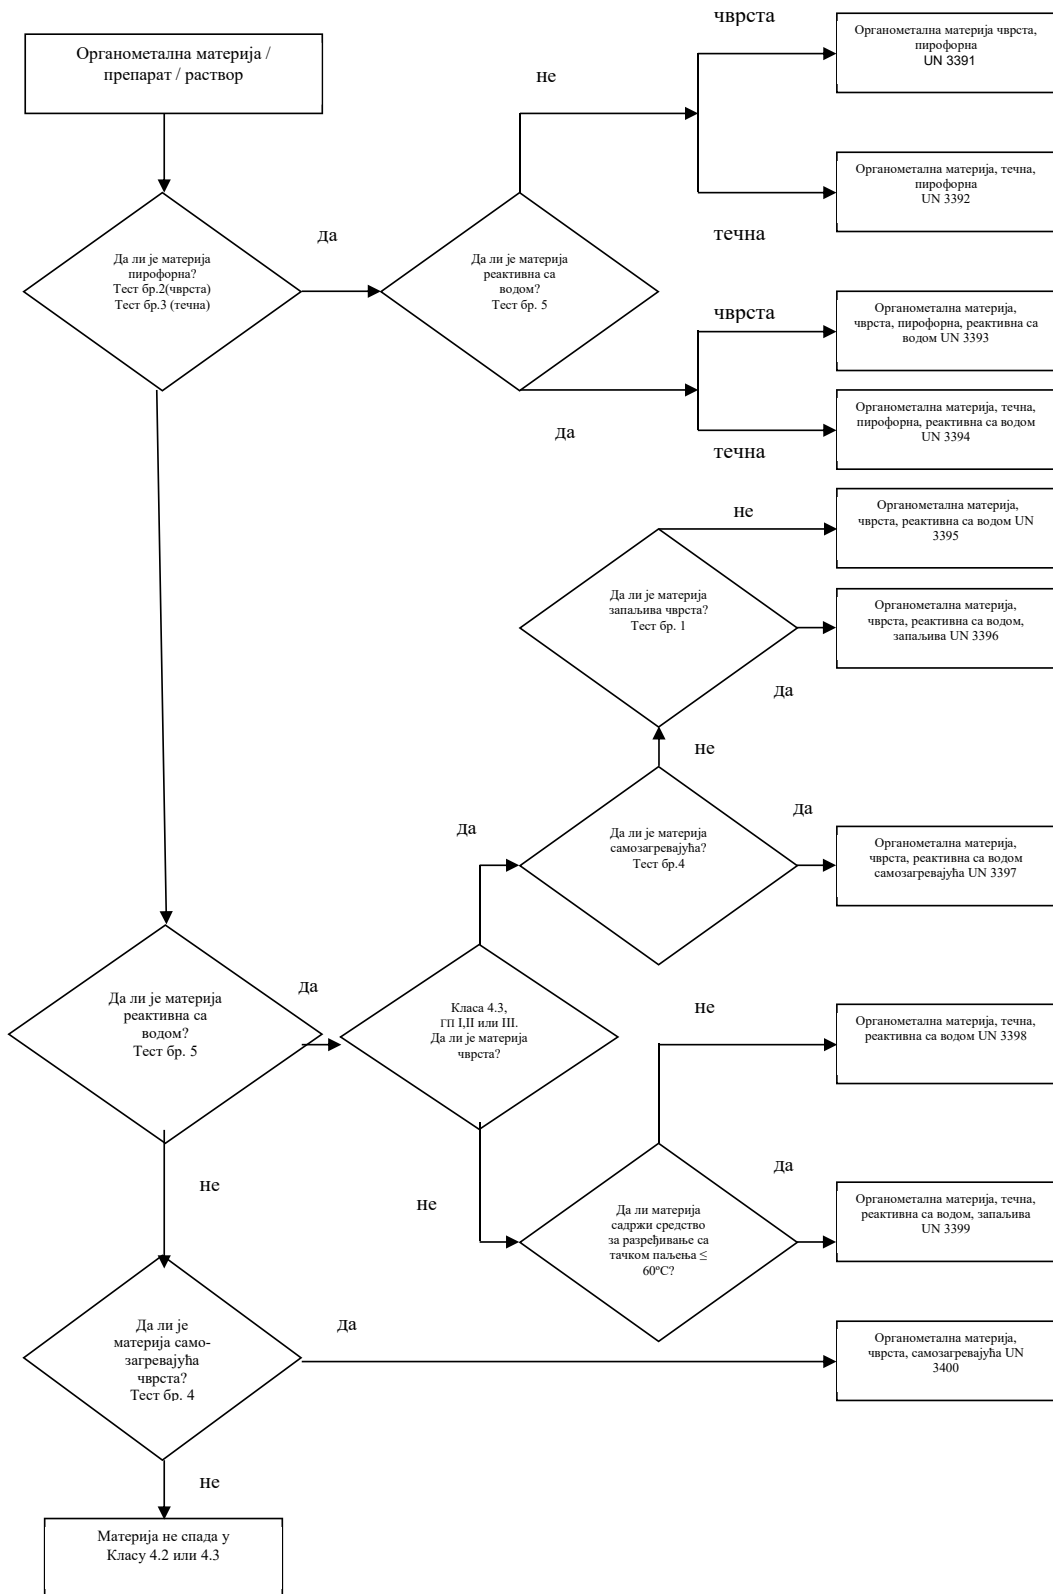 Органометална материја /
препарат / раствор
не
чврста
Органометална материја чврста,
пирофорна
UN 3391
Органометална материја, течна,
пирофорна
UN 3392
течна
Да ли је материја
пирофорна?
Тест бр.2(чврста)
Тест бр.3 (течна)
да
Да ли је материја
реактивна са
водом?
Тест бр. 5
чврста
Органометална материја,
чврста, пирофорна, реактивна са
водом UN 3393
да
Органометална материја, течна,
пирофорна, реактивна са водом
UN 3394
течна
не
Органометална материја,
чврста, реактивна са водом UN
3395
Да ли је материја
запаљива чврста?
Тест бр. 1
Органометална материја,
чврста, реактивна са водом,
запаљива UN 3396
да
не
да
Да ли је материја
самозагревајућа?
Тест бр.4
да
Органометална материја,
чврста, реактивна са водом
самозагревајућа UN 3397
Да ли је материја
реактивна са
водом?
Тест бр. 5
да
Класа 4.3,
ГП I,II или III.
Да ли је материја
чврста?
не
Органометална материја, течна,
реактивна са водом UN 3398
не
не
Да ли материја
садржи средство
за разређивање са
тачком паљења ≤
60ºC?
да
Органометална материја, течна,
реактивна са водом, запаљива
UN 3399
Да ли је
материја само-
загревајућа
чврста?
Тест бр. 4
да
Органометална материја,
чврста, самозагревајућа UN
3400
не
Материја не спада у
Класу 4.2 или 4.3